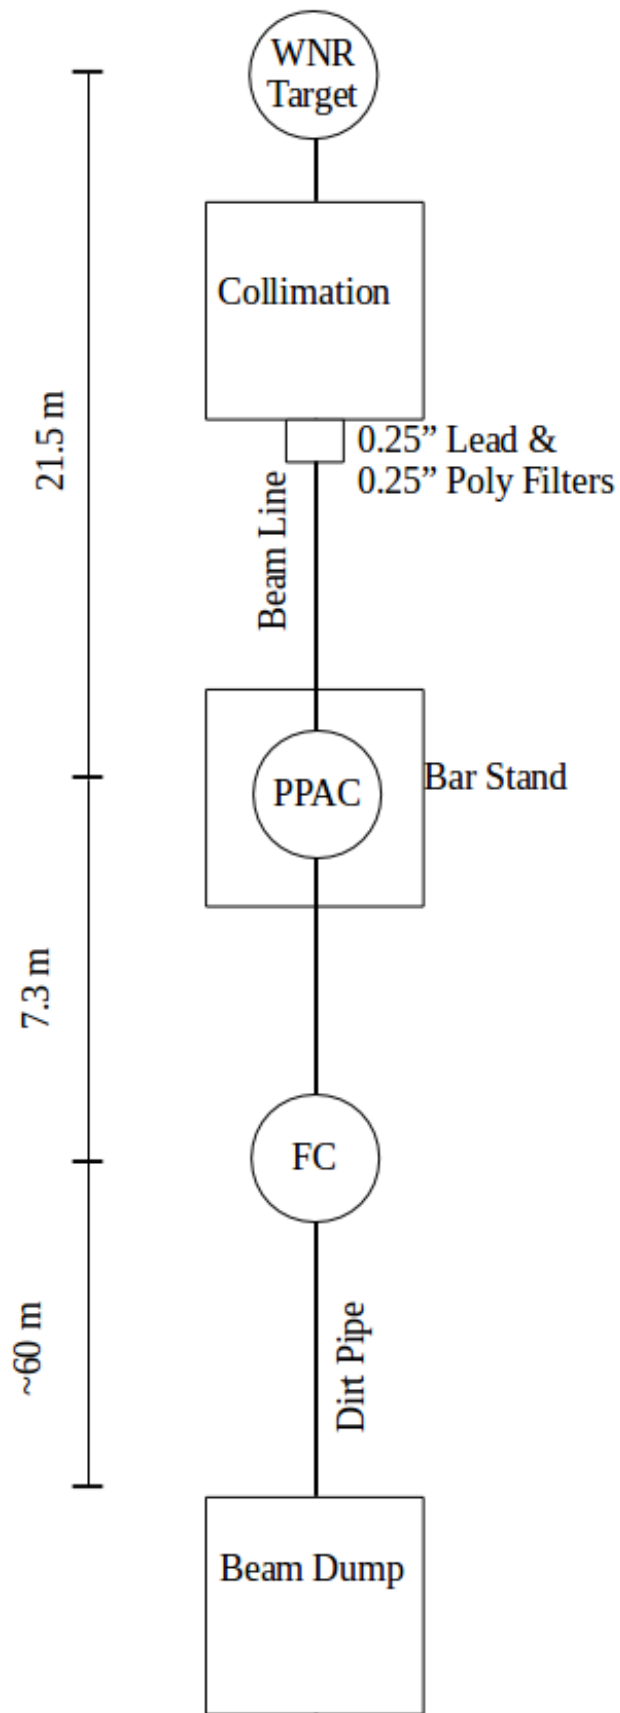 WNR
Target
Collimation
0.25” Lead &
0.25” Poly Filters
21.5 m
Beam Line
Bar Stand
PPAC
7.3 m
FC
~60 m
Dirt Pipe
Beam Dump